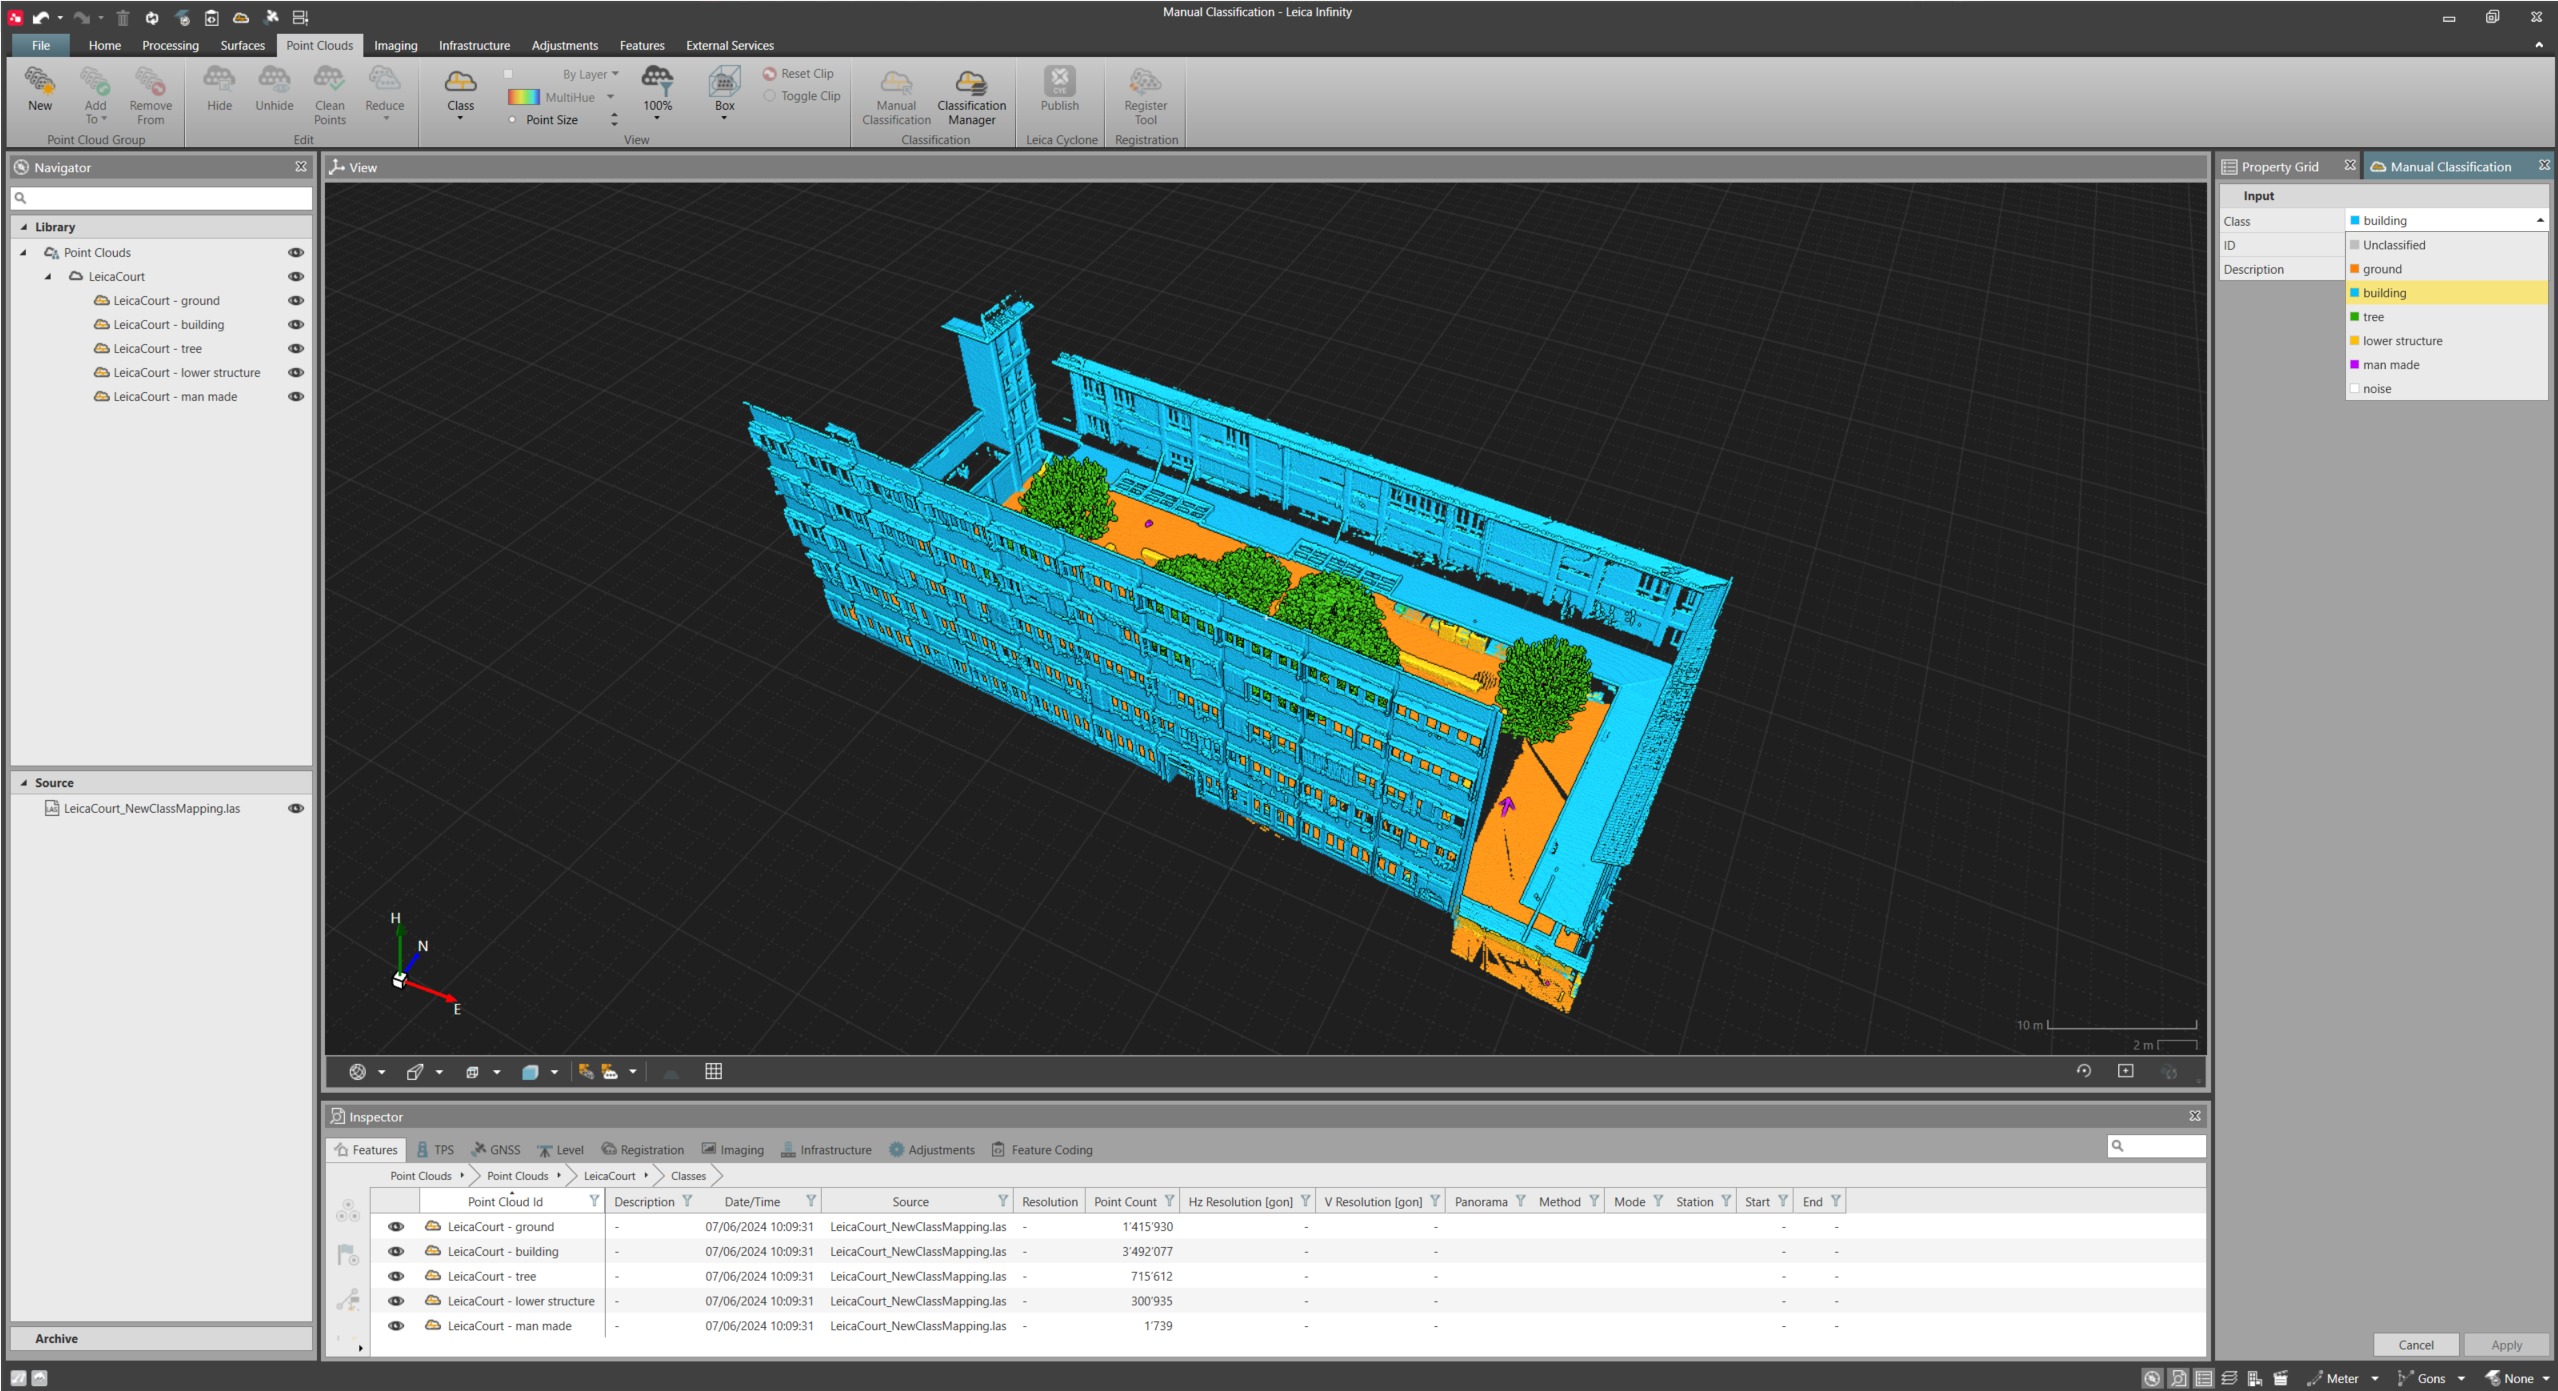 Manual Classification - Leica Infinity
File Home Processing Surfaces Point Clouds Imaging Infrastructure Adjustments Features External Services
New
Add To
Remove From
Point Cloud Group
Hide
Unhide
Clean Points
Reduce
Edit
Class
By Layer
MultiHue
Point Size
100%
Box
Reset Clip
Toggle Clip
View
Manual Classification
Classification Manager
Classification
CYE
Publish
Leica Cyclone
Register Tool
Registration
Navigator
Library
Point Clouds
LeicaCourt
LeicaCourt - ground
LeicaCourt - building
LeicaCourt - tree
LeicaCourt - lower structure
LeicaCourt - man made
Source
LAS
LeicaCourt_NewClassMapping.las
Archive
View
H
N
E
10 m
2 m
Property Grid
Manual Classification
Input
Class building
ID
Description
Unclassified
ground
building
tree
lower structure
man made
noise
Cancel Apply
Inspector
Features TPS GNSS Level Registration Imaging Infrastructure Adjustments Feature Coding
Point Clouds Point Clouds LeicaCourt Classes
Point Cloud Id Description Date/Time Source Resolution Point Count Hz Resolution [gon] V Resolution [gon] Panorama Method Mode Station Start End
LeicaCourt - ground - 07/06/2024 10:09:31 LeicaCourt_NewClassMapping.las - 1'415'930 - - - -
LeicaCourt - building - 07/06/2024 10:09:31 LeicaCourt_NewClassMapping.las - 3'492'077 - - - -
LeicaCourt - tree - 07/06/2024 10:09:31 LeicaCourt_NewClassMapping.las - 715'612 - - - -
LeicaCourt - lower structure - 07/06/2024 10:09:31 LeicaCourt_NewClassMapping.las - 300'935 - - - -
LeicaCourt - man made - 07/06/2024 10:09:31 LeicaCourt_NewClassMapping.las - 1'739 - - - -
Meter Gons None